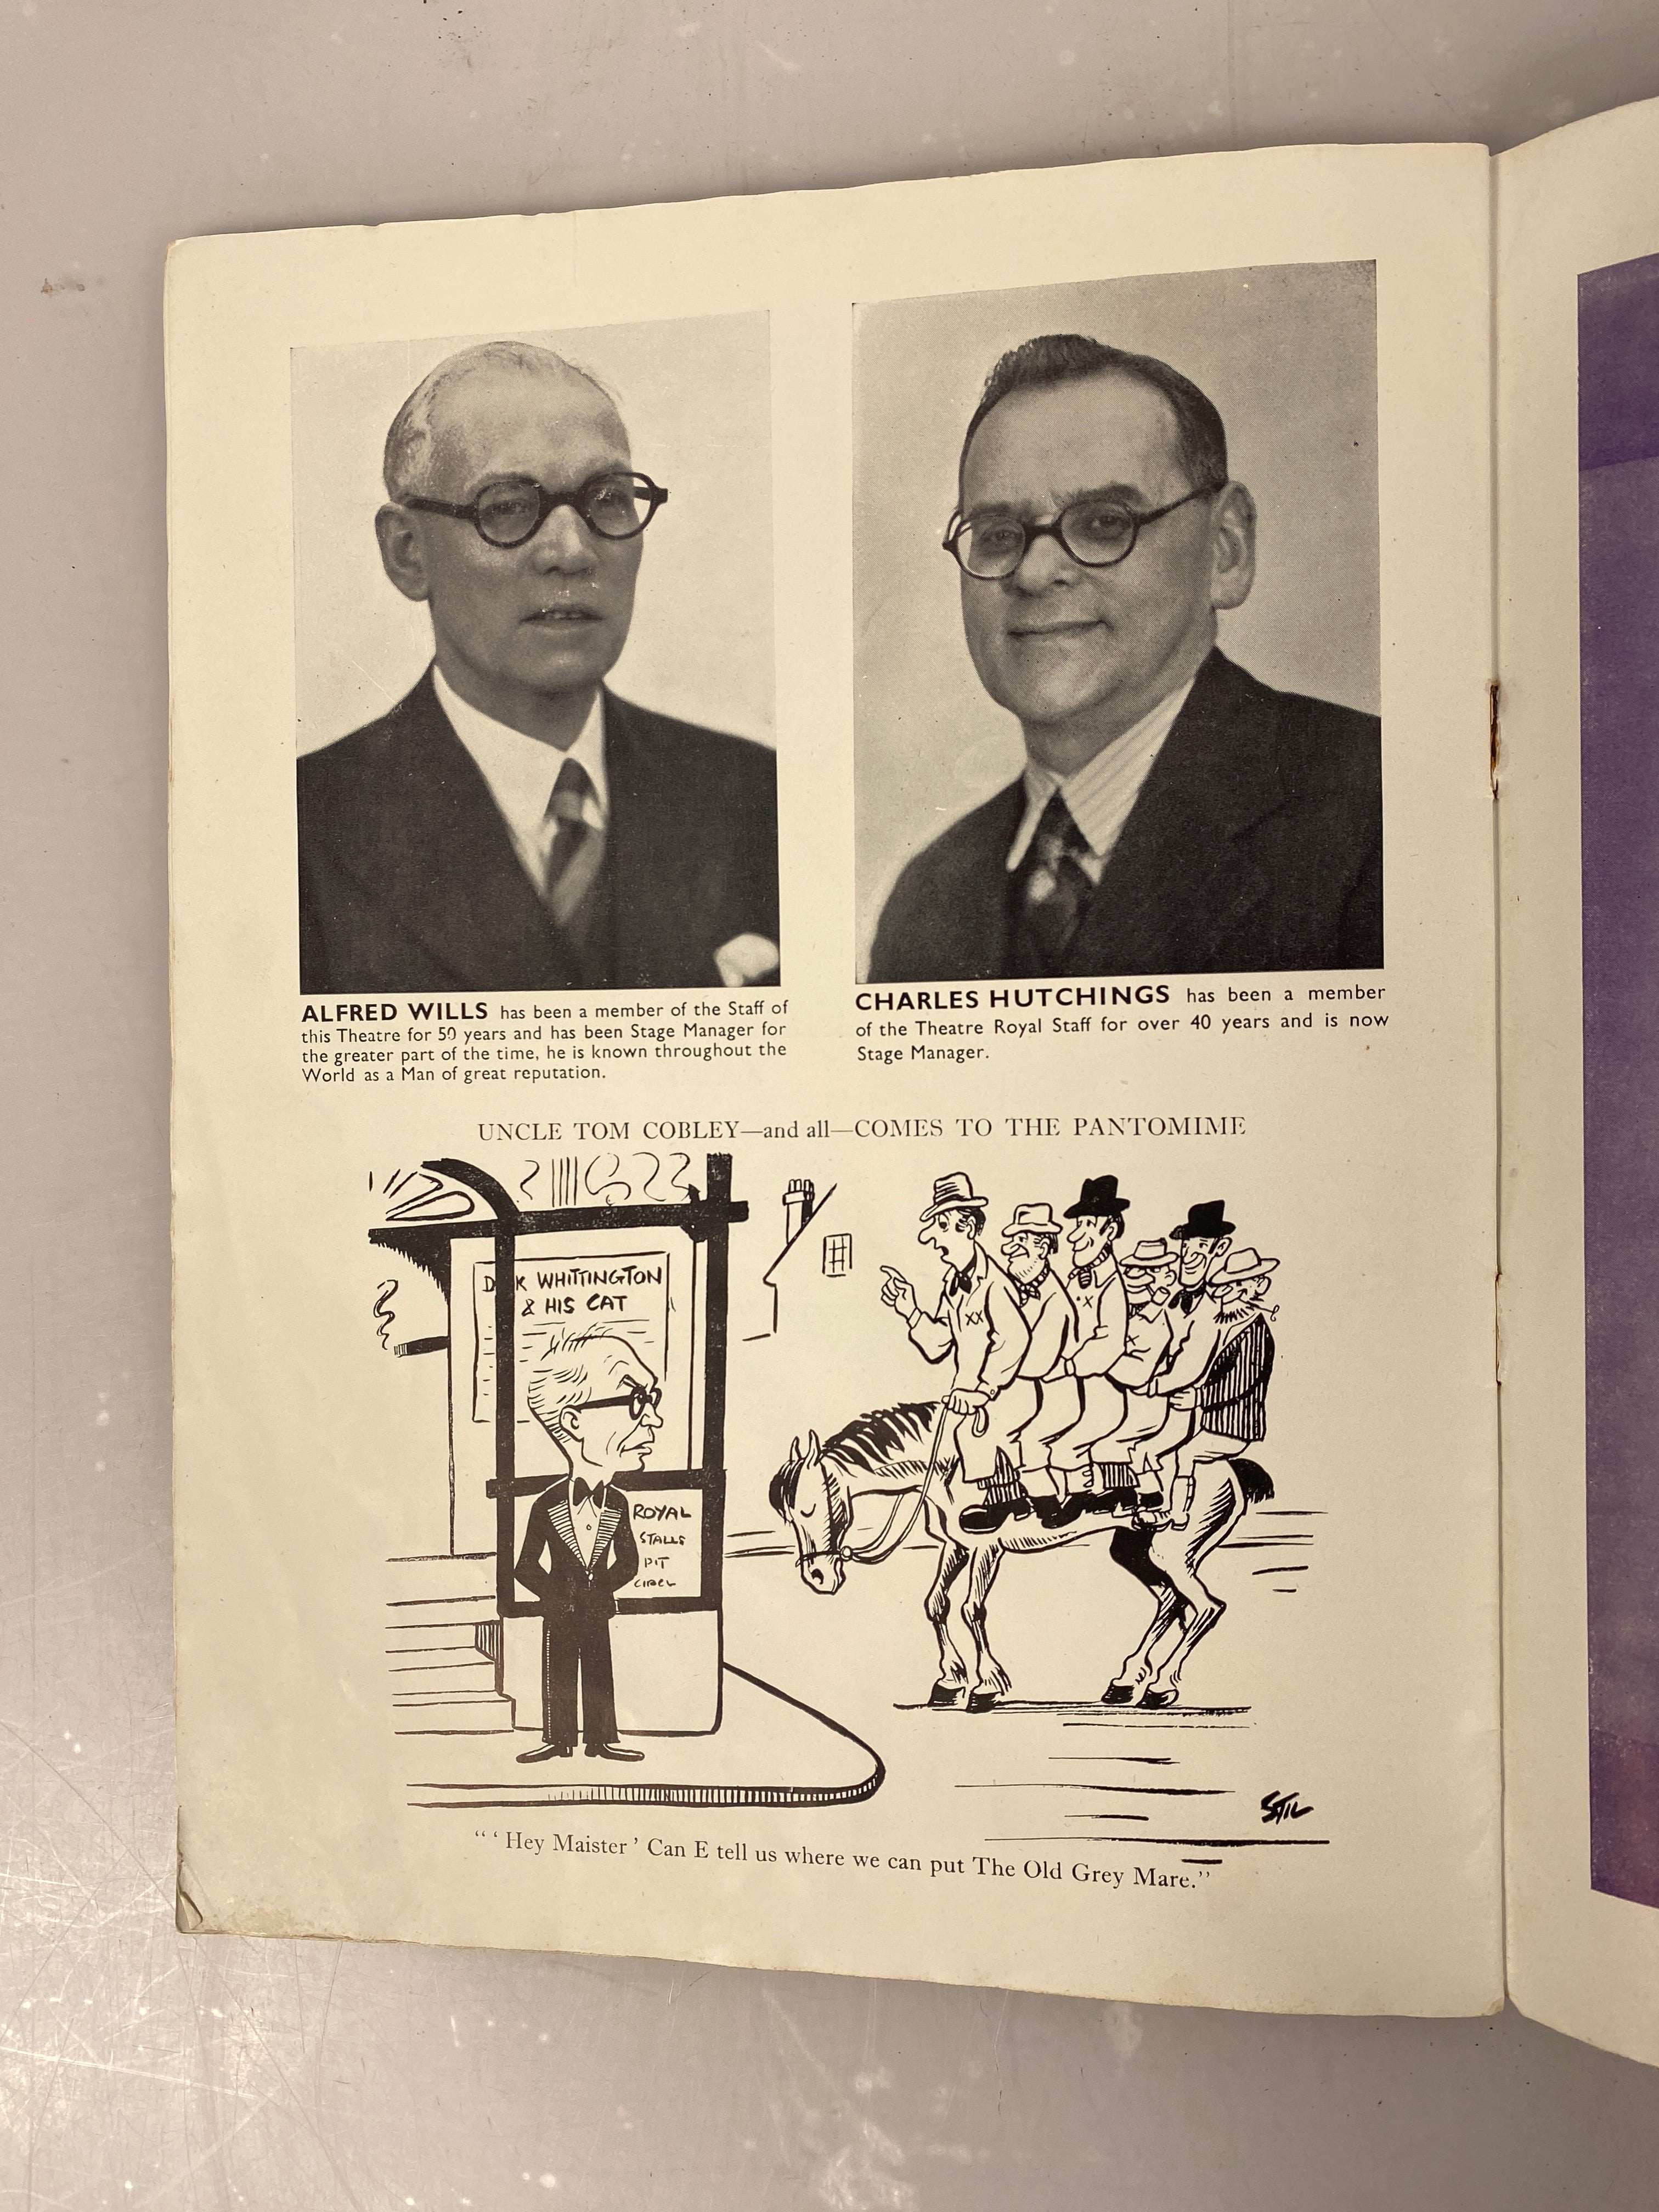 ALFRED WILLS has been a member of the Staff of
this Theatre for 50 years and has been Stage Manager for
the greater part of the time, he is known throughout the
World as a Man of great reputation.
CHARLES HUTCHINGS has been a member
of the Theatre Royal Staff for over 40 years and is now
Stage Manager.
UNCLE TOM COBLEY—and all—COMES TO THE PANTOMIME
WHITTINGTON
& HIS CAT
ROYAL
STALLS
PIT
XX
X
X
STIL
“‘Hey Maister’ Can E tell us where we can put The Old Grey Mare.”